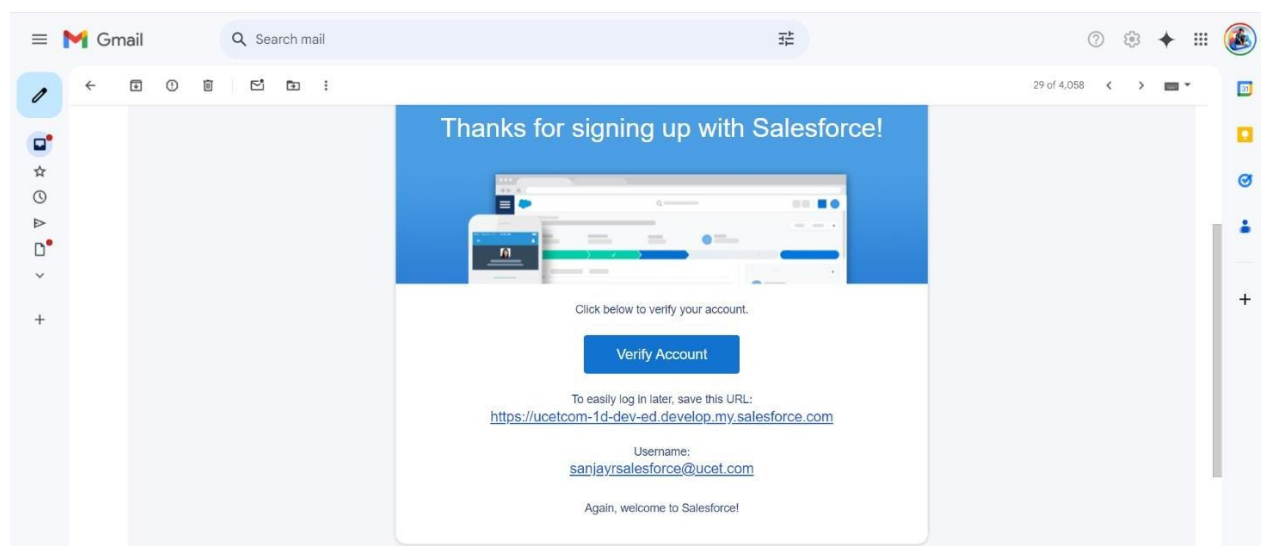 Gmail
Search mail
29 of 4,058
31
Thanks for signing up with Salesforce!
Click below to verify your account.
Verify Account
To easily log in later, save this URL:
https://ucetcom-1d-dev-ed.develop.my.salesforce.com
Username:
sanjayrsalesforce@ucet.com
Again, welcome to Salesforce!